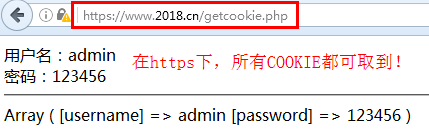 https://www.2018.cn/getcookie.php
用户名：admin
密码：123456
在https下，所有COOKIE都可取到！
Array ( [username] => admin [password] => 123456 )